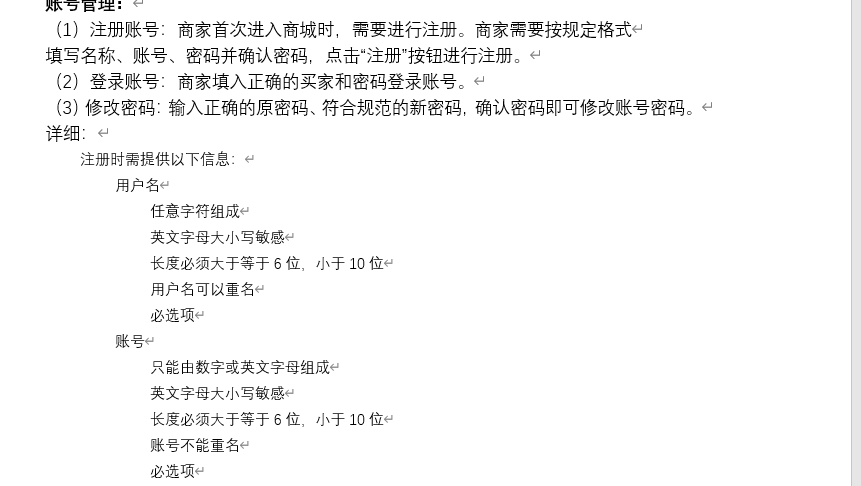 账号管理：
（1）注册账号：商家首次进入商城时，需要进行注册。商家需要按规定格式
填写名称、账号、密码并确认密码，点击“注册”按钮进行注册。
（2）登录账号：商家填入正确的买家和密码登录账号。
（3）修改密码：输入正确的原密码、符合规范的新密码，确认密码即可修改账号密码。
详细：
注册时需提供以下信息：
用户名
任意字符组成
英文字母大小写敏感
长度必须大于等于 6 位，小于 10 位
用户名可以重名
必选项
账号
只能由数字或英文字母组成
英文字母大小写敏感
长度必须大于等于 6 位，小于 10 位
账号不能重名
必选项